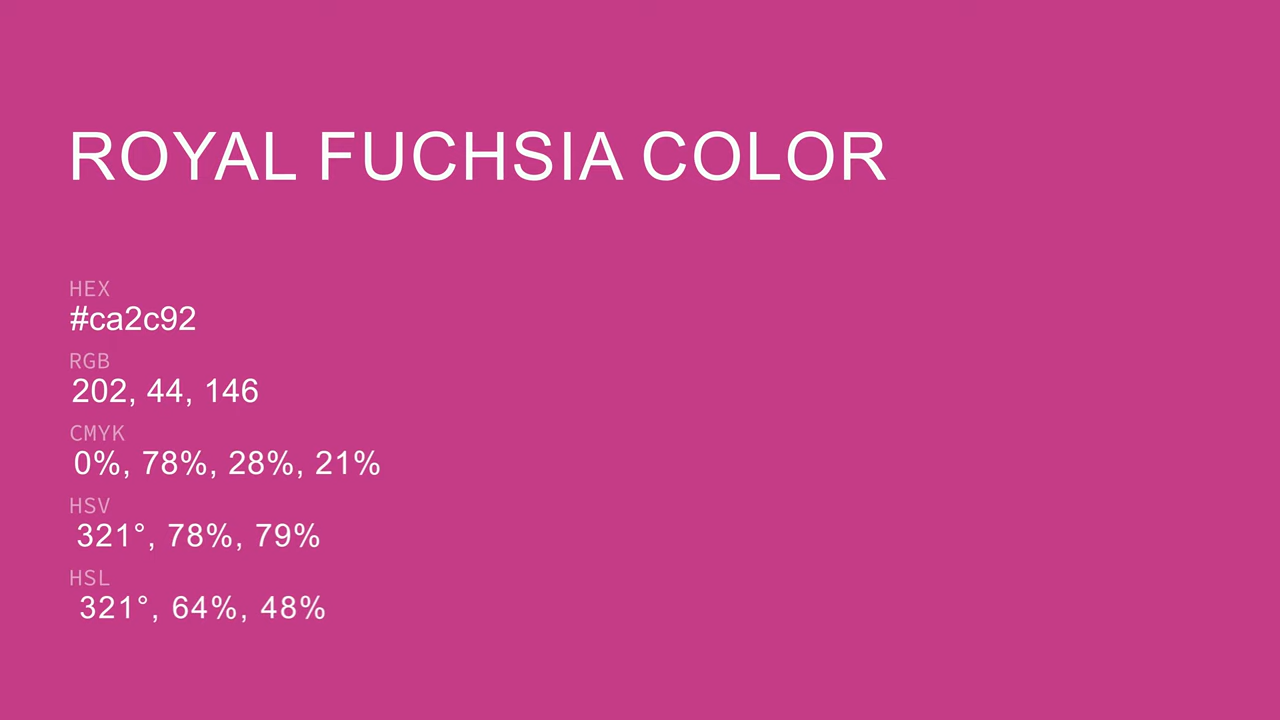 ROYAL FUCHSIA COLOR
HEX
#ca2c92
RGB
202, 44, 146
CMYK
0%, 78%, 28%, 21%
HSV
321°, 78%, 79%
HSL
321°, 64%, 48%